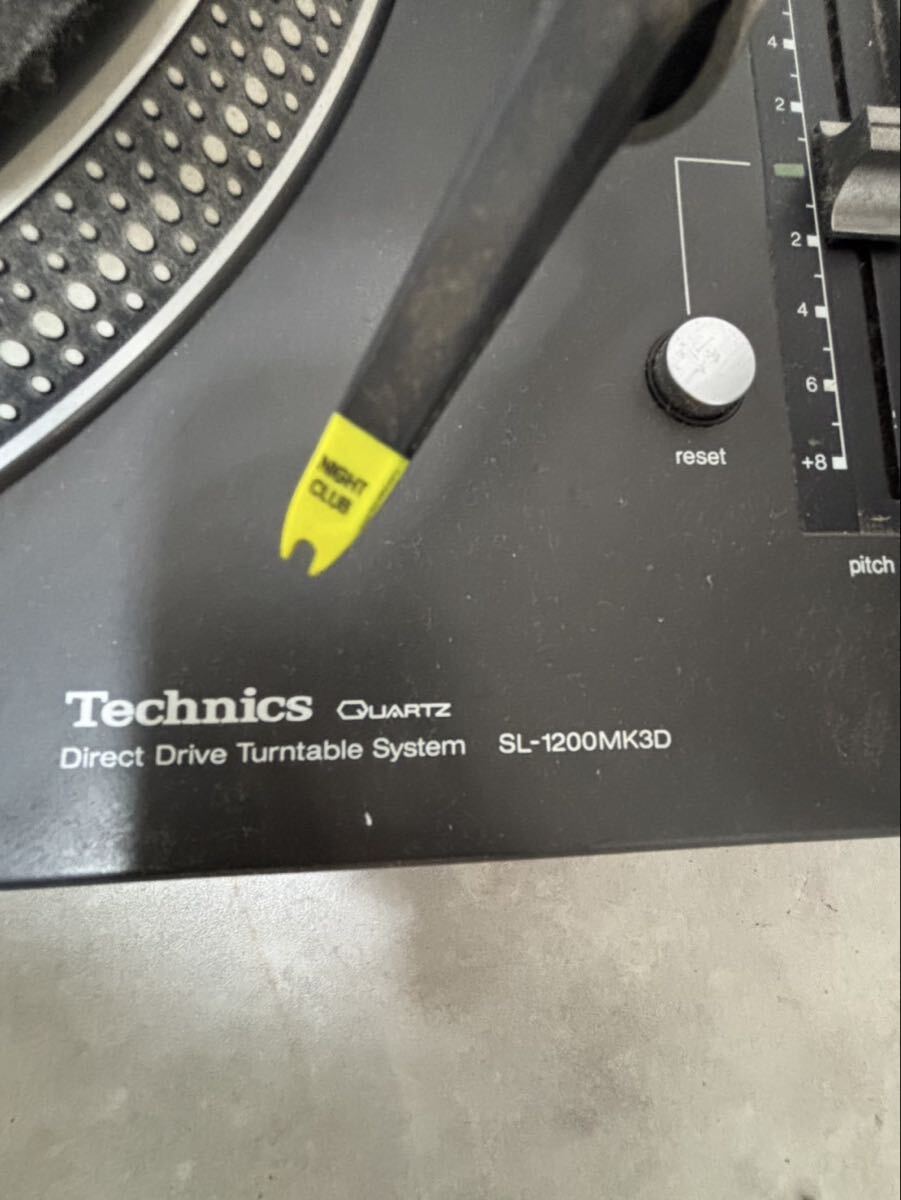 4
2
2
4
6
+8
reset
pitch
NIGHT
CLUB
Technics QUARTZ
Direct Drive Turntable System SL-1200MK3D